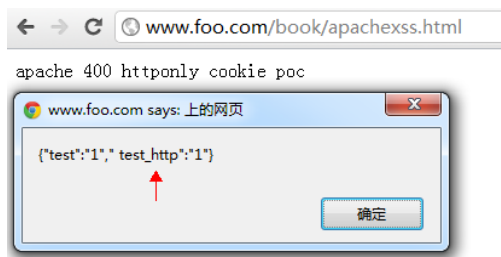 www.foo.com/book/apachexss.html
apache 400 httponly cookie poc
www.foo.com says: 上的网页
{"test":"1"," test_http":"1"}
确定